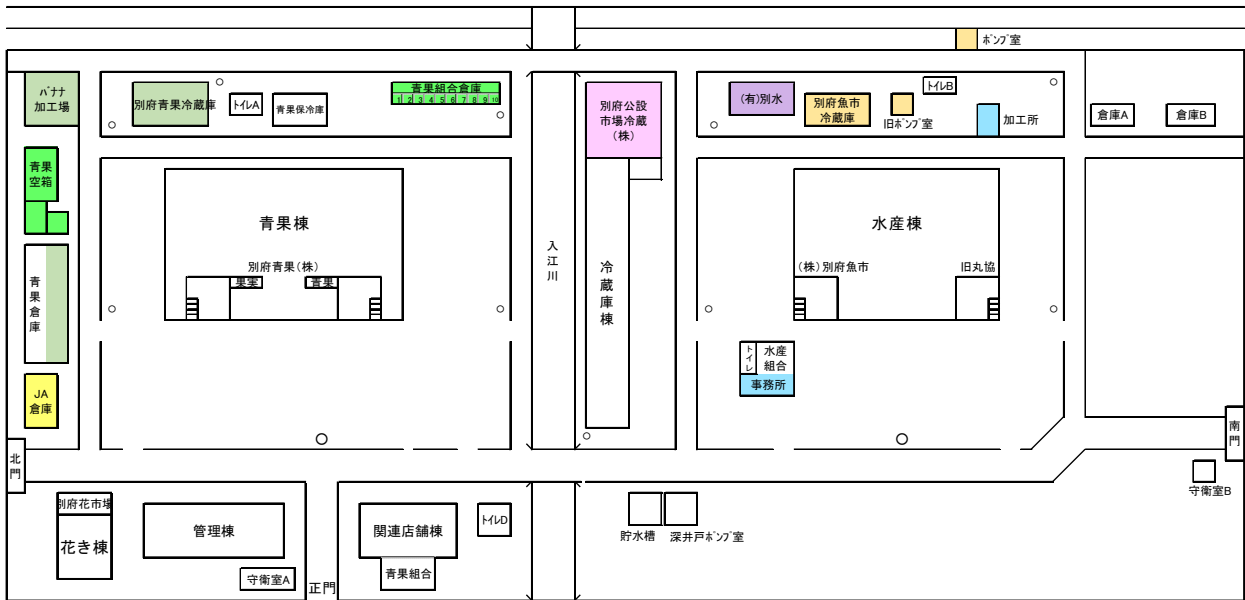 ﾎﾟﾝﾌﾟ室
ﾊﾞﾅﾅ
加工場
別府青果冷蔵庫
ﾄｲﾚA
青果保冷庫
青果組合倉庫
1 2 3 4 5 6 7 8 9 10
別府公設
市場冷蔵
(株)
(有)別水
別府魚市
冷蔵庫
旧ﾎﾟﾝﾌﾟ室
ﾄｲﾚB
加工所
倉庫A
倉庫B
青果
空箱
青果棟
別府青果(株)
果実
青果
入江川
冷蔵庫棟
水産棟
(株)別府魚市
旧丸協
青果倉庫
トイレ
水産
組合
事務所
JA
倉庫
北門
南門
別府花市場
花き棟
管理棟
守衛室A
正門
関連店舗棟
青果組合
ﾄｲﾚD
貯水槽
深井戸ﾎﾟﾝﾌﾟ室
守衛室B